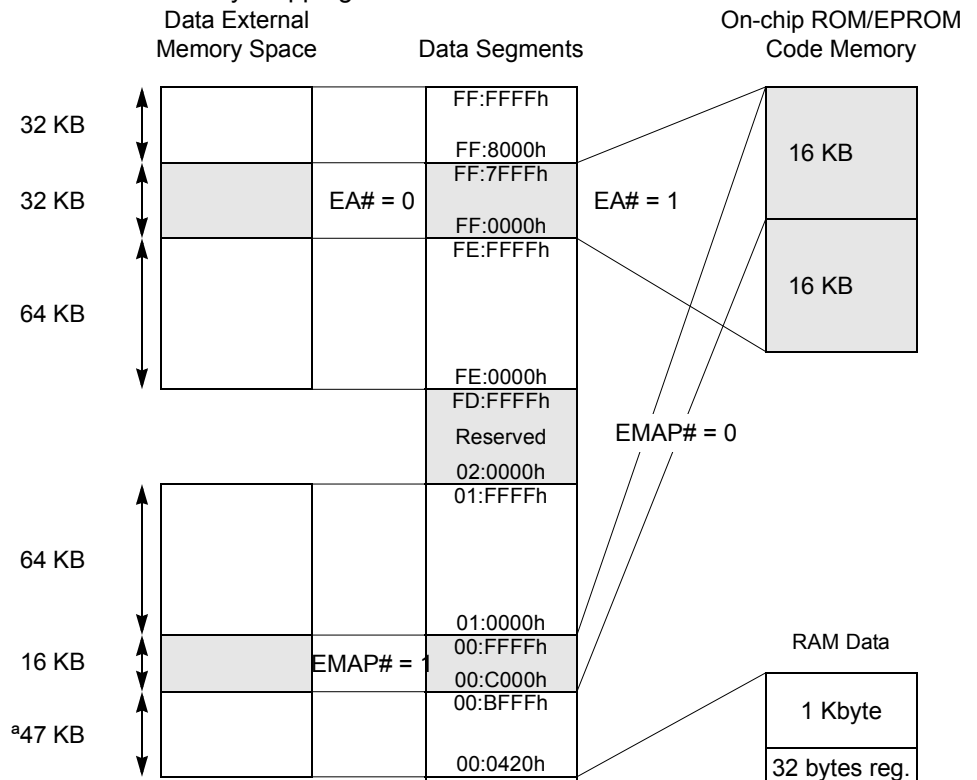 Data External
Memory Space
Data Segments
On-chip ROM/EPROM
Code Memory
32 KB
FF:FFFFh
FF:8000h
16 KB
32 KB
EA# = 0
FF:7FFFh
FF:0000h
EA# = 1
64 KB
FE:FFFFh
FE:0000h
16 KB
FD:FFFFh
Reserved
02:0000h
EMAP# = 0
64 KB
01:FFFFh
01:0000h
16 KB
EMAP# = 1
00:FFFFh
00:C000h
RAM Data
ª47 KB
00:BFFFh
00:0420h
1 Kbyte
32 bytes reg.